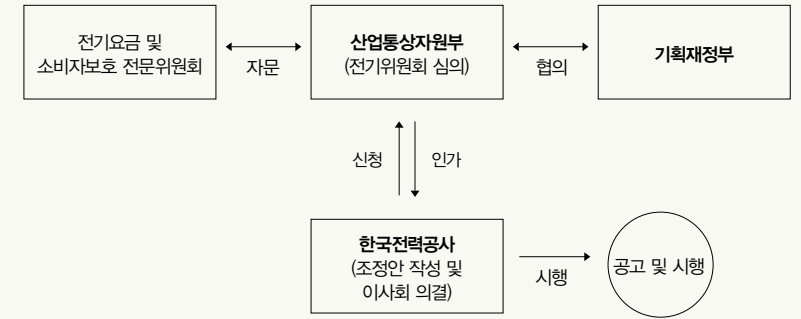 전기요금 및
소비자보호 전문위원회
자문
산업통상자원부
(전기위원회 심의)
협의
기획재정부
신청
인가
한국전력공사
(조정안 작성 및
이사회 의결)
시행
공고 및 시행